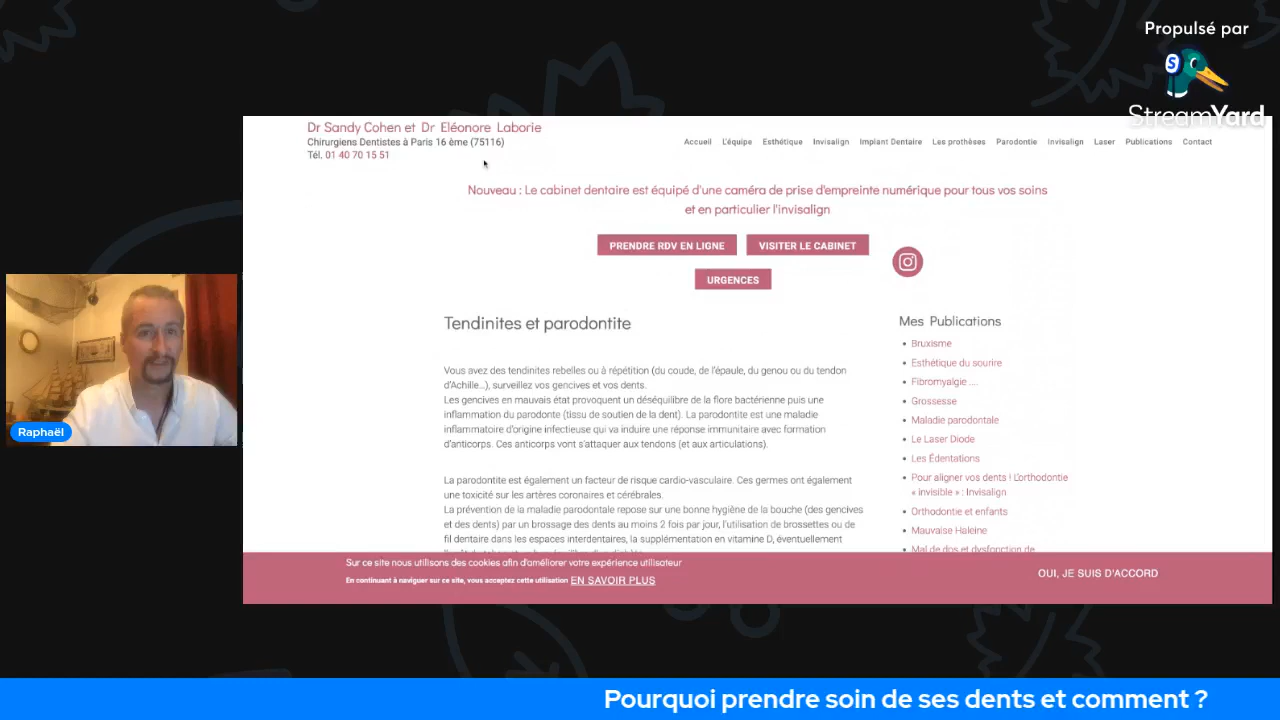 Propulsé par
StreamYard
Dr Sandy Cohen et Dr Eléonore Laborie
Chirurgiens Dentistes à Paris 16 ème (75116)
Tél. 01 40 70 15 51
Accueil L'équipe Esthétique Invisalign Implant Dentaire Les prothèses Parodontie Invisalign Laser Publications Contact
Nouveau : Le cabinet dentaire est équipé d'une caméra de prise d'empreinte numérique pour tous vos soins
et en particulier l'invisalign
PRENDRE RDV EN LIGNE VISITER LE CABINET
URGENCES
Tendinites et parodontite
Vous avez des tendinites rebelles ou à répétition (du coude, de l'épaule, du genou ou du tendon
d'Achille...), surveillez vos gencives et vos dents.
Les gencives en mauvais état provoquent un déséquilibre de la flore bactérienne puis une
inflammation du parodonte (tissu de soutien de la dent). La parodontite est une maladie
inflammatoire d'origine infectieuse qui va induire une réponse immunitaire avec formation
d'anticorps. Ces anticorps vont s'attaquer aux tendons (et aux articulations).
La parodontite est également un facteur de risque cardio-vasculaire. Ces germes ont également
une toxicité sur les artères coronaires et cérébrales.
La prévention de la maladie parodontale repose sur une bonne hygiène de la bouche (des gencives
et des dents) par un brossage des dents au moins 2 fois par jour, l'utilisation de brossettes ou de
fil dentaire dans les espaces interdentaires, la supplémentation en vitamine D, éventuellement
Mes Publications
Bruxisme
Esthétique du sourire
Fibromyalgie ....
Grossesse
Maladie parodontale
Le Laser Diode
Les Édentations
Pour aligner vos dents ! L'orthodontie
« invisible » : Invisalign
Orthodontie et enfants
Mauvaise Haleine
Mal de dos et dysfonction de
Raphaël
Sur ce site nous utilisons des cookies afin d'améliorer votre expérience utilisateur
En continuant à naviguer sur ce site, vous acceptez cette utilisation EN SAVOIR PLUS
OUI, JE SUIS D'ACCORD
Pourquoi prendre soin de ses dents et comment ?